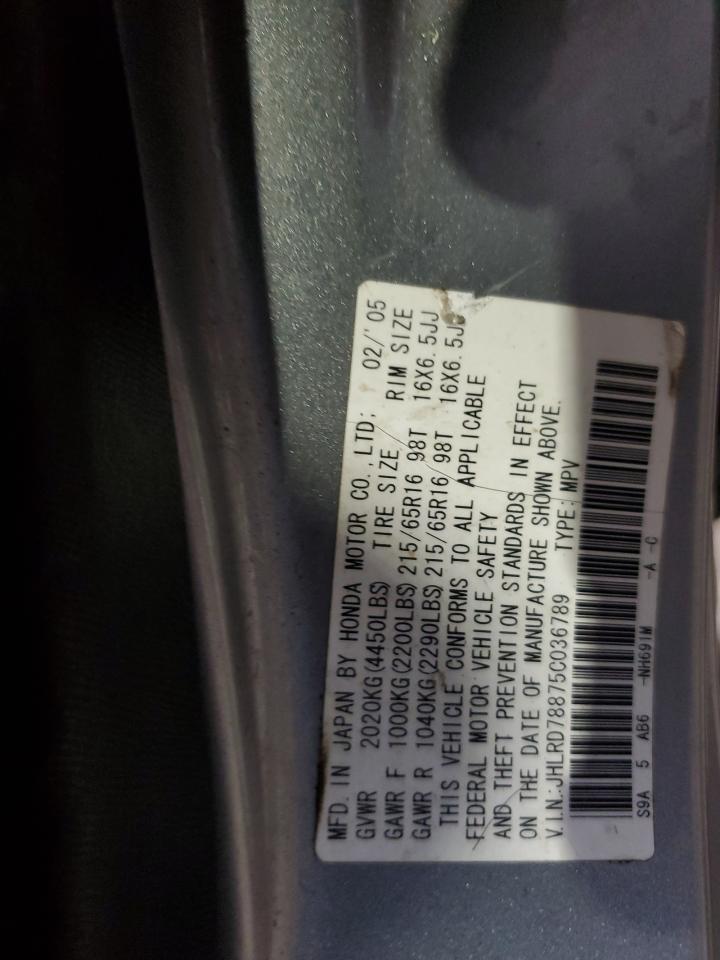 MFD. IN JAPAN BY HONDA MOTOR CO.,LTD; 02/'05
GVWR 2020KG(4450LBS) TIRE SIZE RIM SIZE
GAWR F 1000KG(2200LBS) 215/65R16 98T 16X6.5JJ
GAWR R 1040KG(2290LBS) 215/65R16 98T 16X6.5JJ
THIS VEHICLE CONFORMS TO ALL APPLICABLE
FEDERAL MOTOR VEHICLE SAFETY
AND THEFT PREVENTION STANDARDS IN EFFECT
ON THE DATE OF MANUFACTURE SHOWN ABOVE.
V.I.N.:JHLRD78875C036789 TYPE: MPV
S9A 5 AB6 -NH691M -A -C